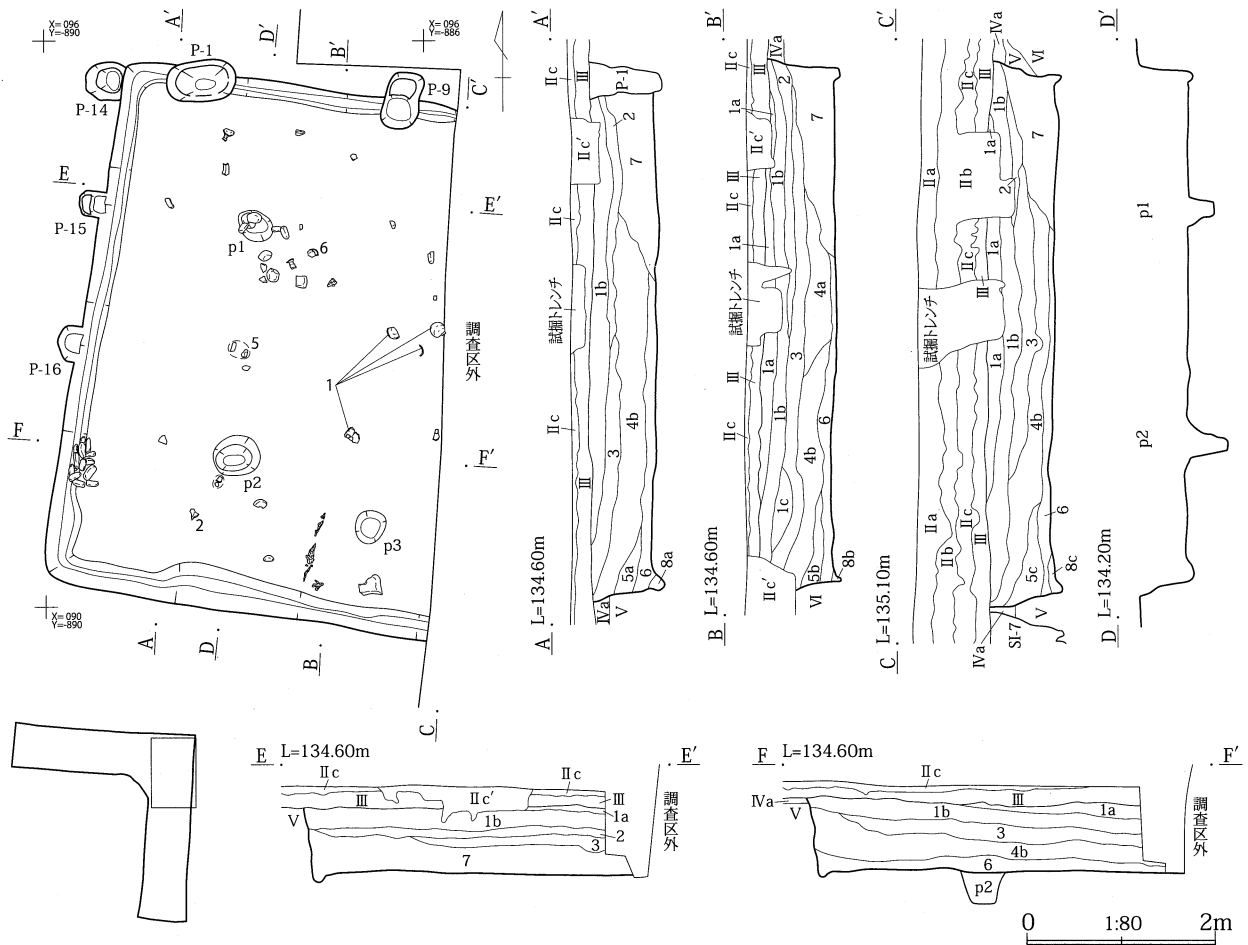 X=096
Y=-890
A′
D′
B′
X=096
Y=-886
C′
P-1
P-9
P-14
E
E′
P-15
p1
6
5
P-16
1
調査区外
F
F′
p2
2
p3
X=090
Y=-890
A
D
B
C
A′
Ⅱc
Ⅲ
P-1
2
Ⅱc′
7
Ⅱc
1b
試掘トレンチ
4b
Ⅱc
3
Ⅲ
5a
6
8a
Ⅳa
Ⅴ
A
L=134.60m
B′
Ⅱc
Ⅲ
Ⅳa
2
1a
7
Ⅱc′
Ⅲ
1b
Ⅱc
1a
試掘トレンチ
4a
3
1a
Ⅲ
1b
6
Ⅱc
4b
1c
5b
8b
Ⅱc′
Ⅵ
B
L=134.60m
C′
Ⅳa
Ⅴ
Ⅵ
Ⅱc
Ⅲ
1b
1a
7
Ⅱa
Ⅱb
2
Ⅱc
1a
Ⅲ
試掘トレンチ
1a
1b
3
4b
Ⅱa
Ⅱc
Ⅲ
6
Ⅱb
5c
8c
Ⅴ
Ⅳa
SI-7
C
L=135.10m
D′
p1
p2
D
L=134.20m
E
L=134.60m
E′
Ⅱc
Ⅱc
Ⅲ
Ⅱc′
Ⅲ
1a
Ⅴ
1b
2
3
7
調査区外
F
L=134.60m
F′
Ⅱc
Ⅳa
Ⅲ
Ⅴ
1b
1a
3
4b
6
p2
調査区外
0
1:80
2m